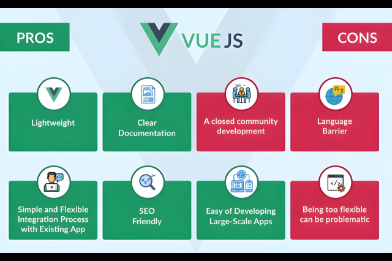 PROS
VUE JS
CONS
Lightweight
Clear
Documentation
A closed community
development
Language
Barrier
Simple and Flexible
Integration Process
with Existing App
SEO
Friendly
Easy of Developing
Large-Scale Apps
Being too flexible
can be problematic